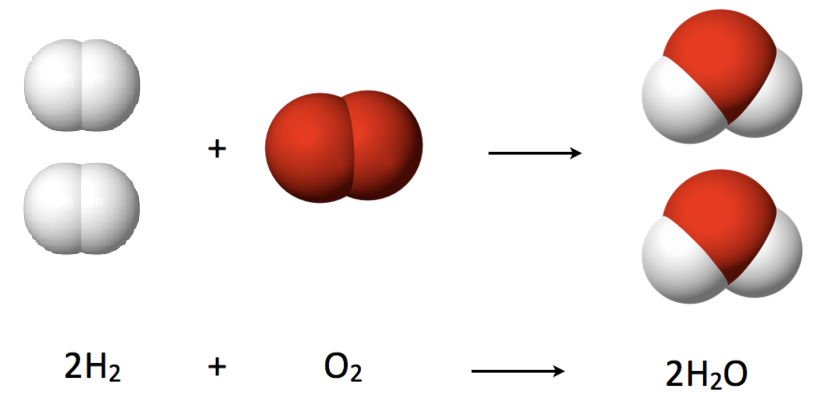 +
2H₂ + O₂ → 2H₂O